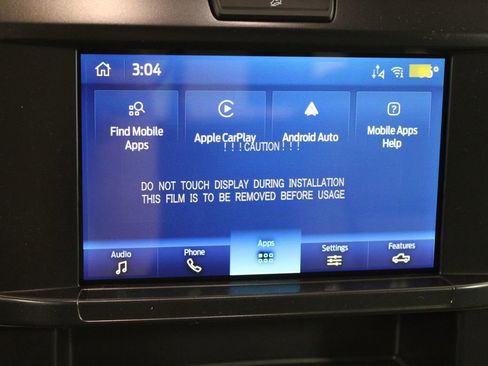 3:04
Find Mobile
Apps
Apple CarPlay
Android Auto
Mobile Apps
Help
!!!CAUTION!!!
DO NOT TOUCH DISPLAY DURING INSTALLATION
THIS FILM IS TO BE REMOVED BEFORE USAGE
Audio
Phone
Apps
Settings
Features